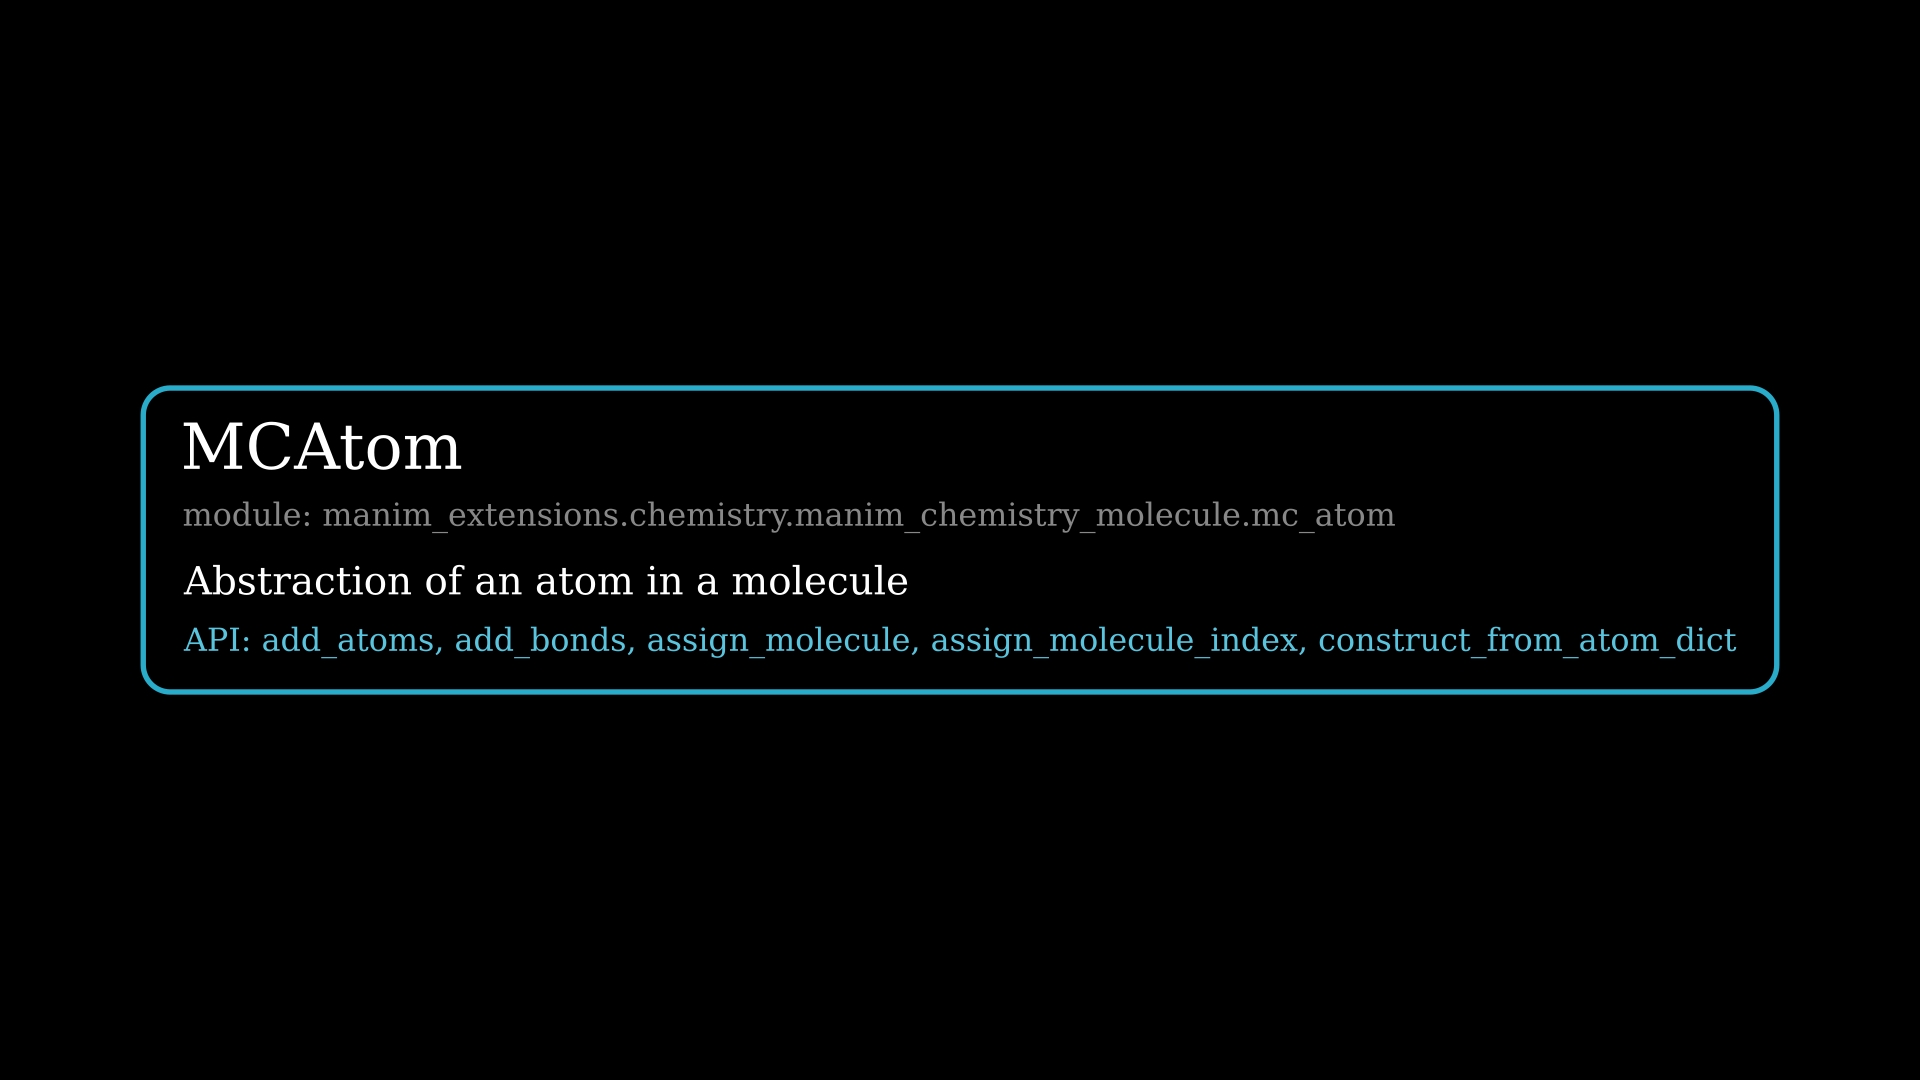 MCAtom
module: manim_extensions.chemistry.manim_chemistry_molecule.mc_atom
Abstraction of an atom in a molecule
API: add_atoms, add_bonds, assign_molecule, assign_molecule_index, construct_from_atom_dict